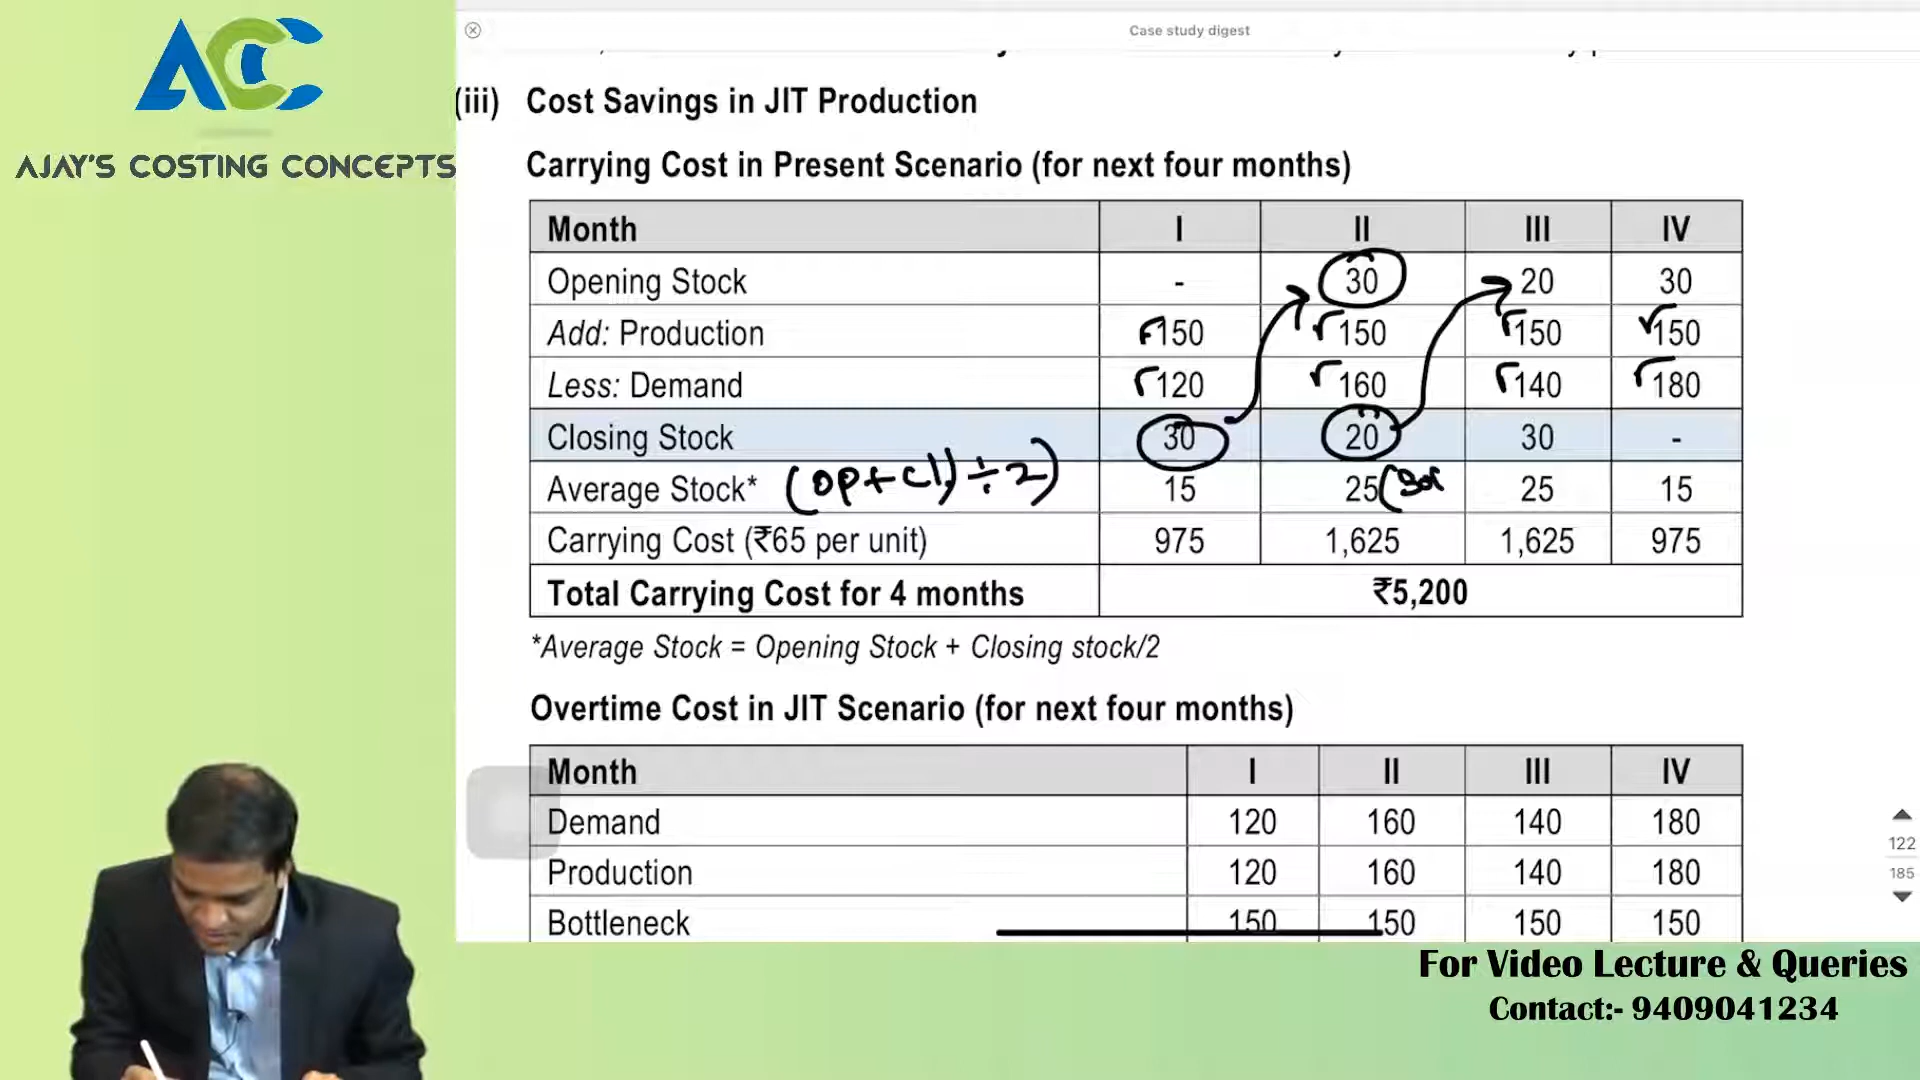 ACC
AJAY'S COSTING CONCEPTS
Case study digest
(iii) Cost Savings in JIT Production
Carrying Cost in Present Scenario (for next four months)
Month I II III IV
Opening Stock - 30 20 30
Add: Production 150 150 150 150
Less: Demand 120 160 140 180
Closing Stock 30 20 30 -
Average Stock* (op+cl) ÷ 2) 15 25 25 15
Carrying Cost (₹65 per unit) 975 1,625 1,625 975
Total Carrying Cost for 4 months ₹5,200
*Average Stock = Opening Stock + Closing stock/2
Overtime Cost in JIT Scenario (for next four months)
Month I II III IV
Demand 120 160 140 180
Production 120 160 140 180
Bottleneck 150 150 150 150
122
185
For Video Lecture & Queries
Contact:- 9409041234